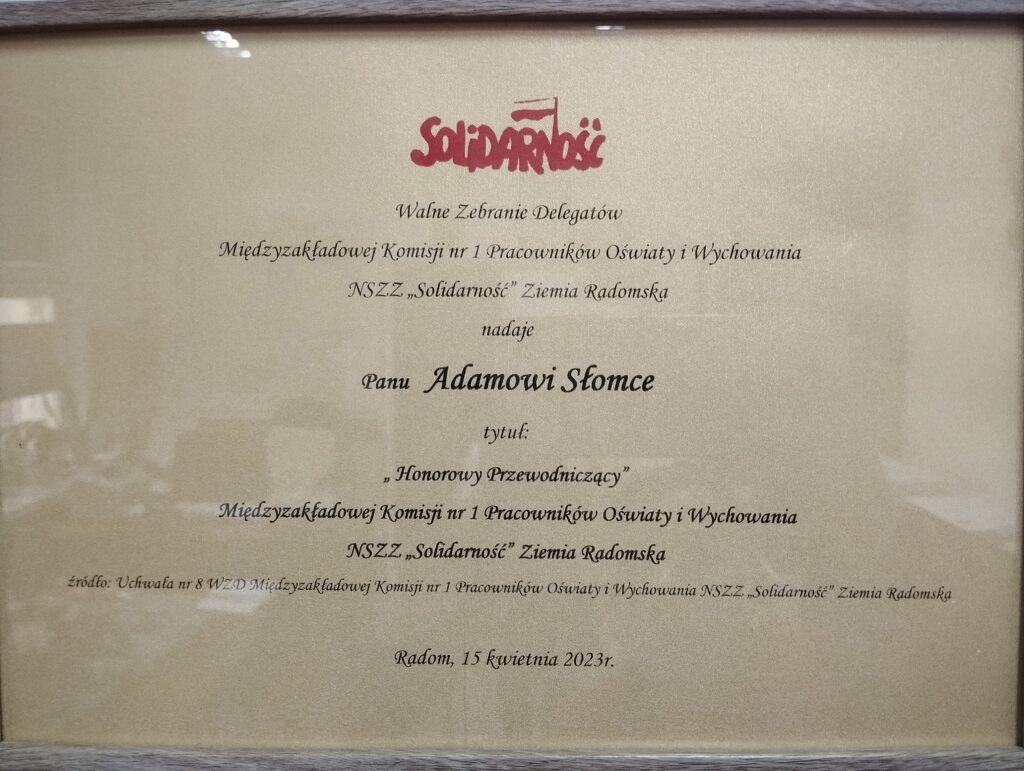 SOLIDARNOŚĆ
Walne Zebranie Delegatów
Międzyzakładowej Komisji nr 1 Pracowników Oświaty i Wychowania
NSZZ „Solidarność” Ziemia Radomska
nadaje
Panu Adamowi Słomce
tytuł:
„ Honorowy Przewodniczący”
Międzyzakładowej Komisji nr 1 Pracowników Oświaty i Wychowania
NSZZ „Solidarność” Ziemia Radomska
źródło: Uchwała nr 8 WZD Międzyzakładowej Komisji nr 1 Pracowników Oświaty i Wychowania NSZZ „Solidarność” Ziemia Radomska
Radom, 15 kwietnia 2023r.